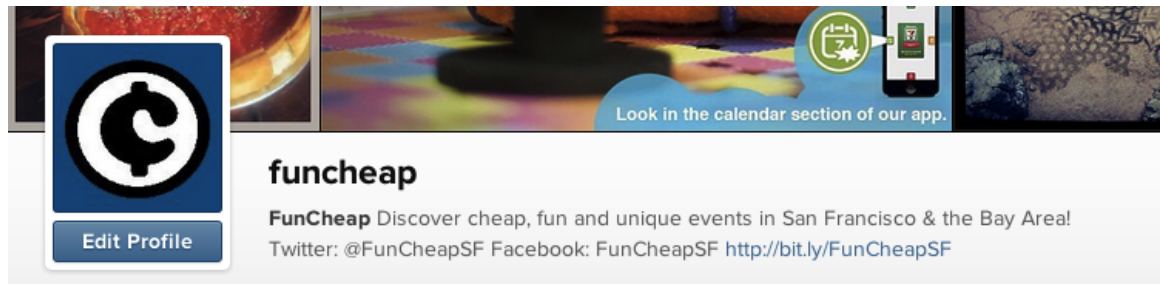 Look in the calendar section of our app.
funcheap
FunCheap Discover cheap, fun and unique events in San Francisco & the Bay Area!
Edit Profile
Twitter: @FunCheapSF Facebook: FunCheapSF http://bit.ly/FunCheapSF